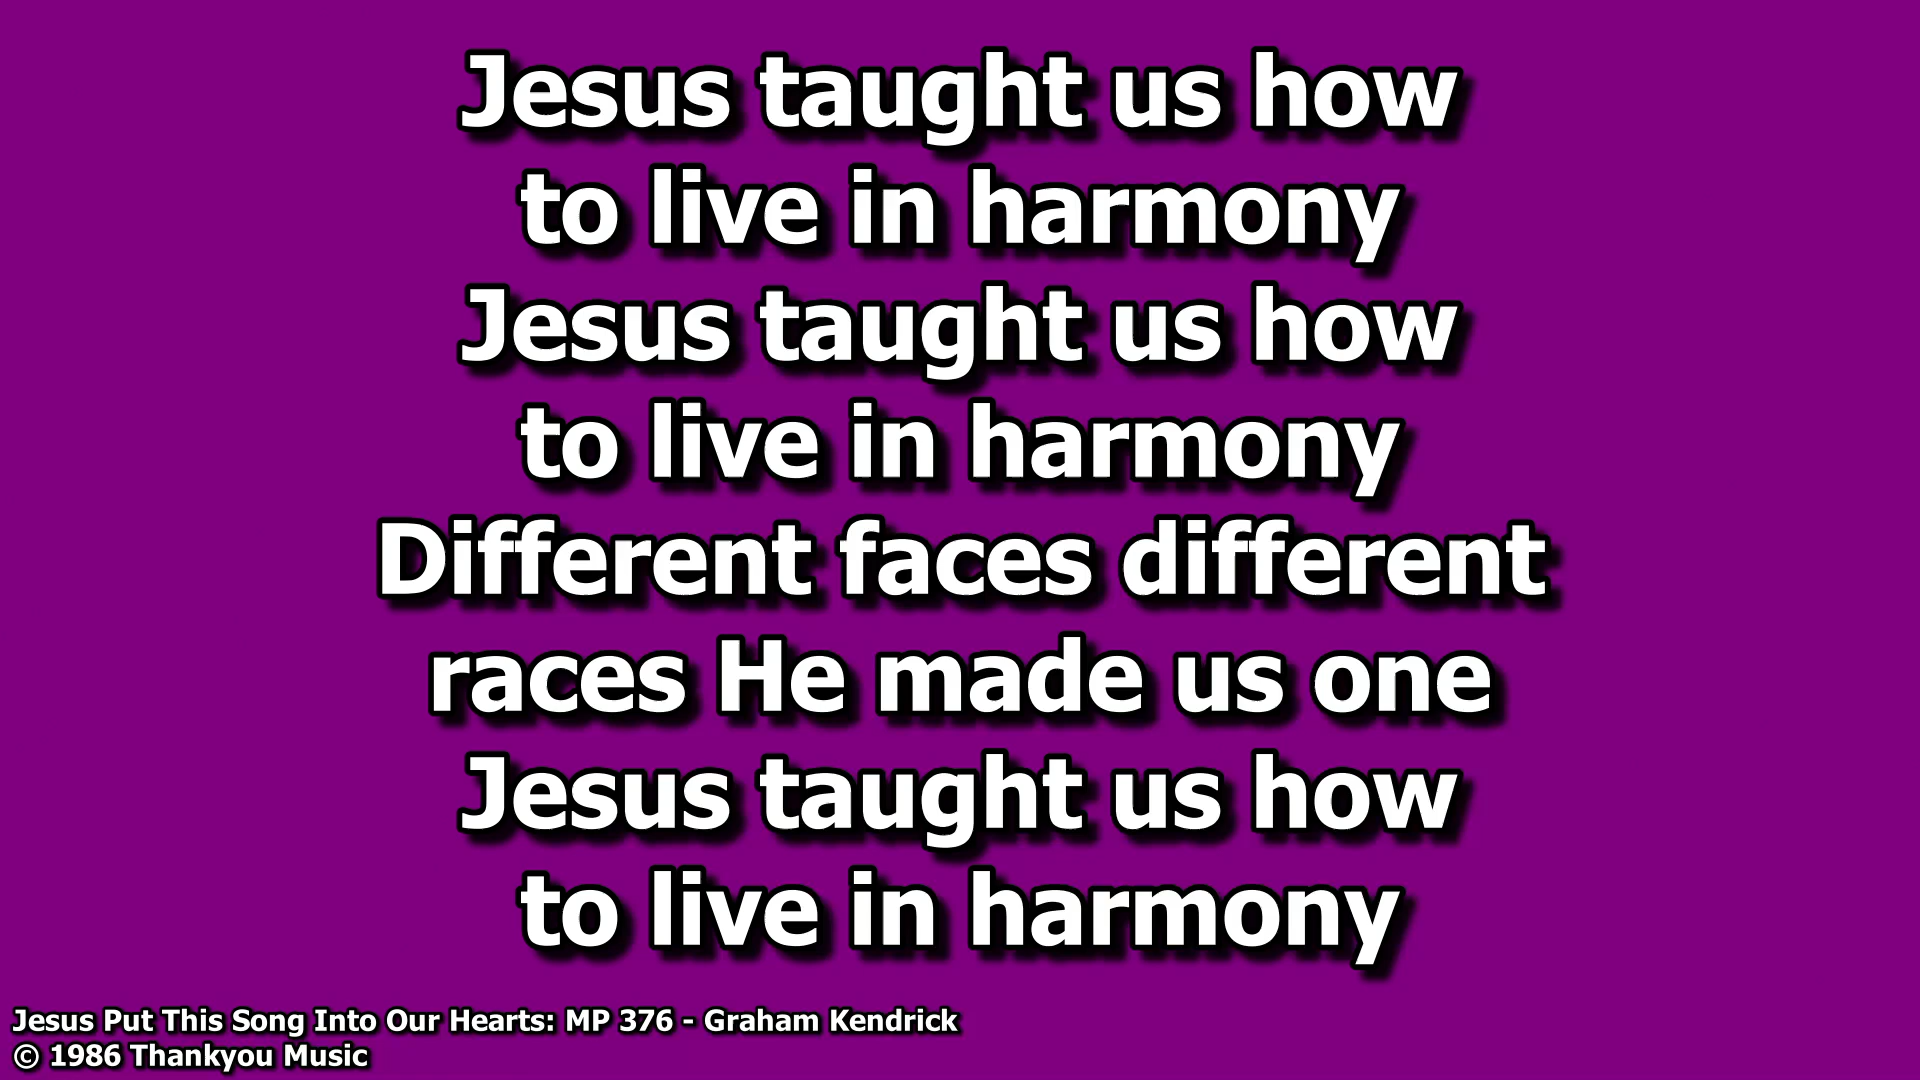 Jesus taught us how
to live in harmony
Jesus taught us how
to live in harmony
Different faces different
races He made us one
Jesus taught us how
to live in harmony
Jesus Put This Song Into Our Hearts: MP 376 - Graham Kendrick
© 1986 Thankyou Music